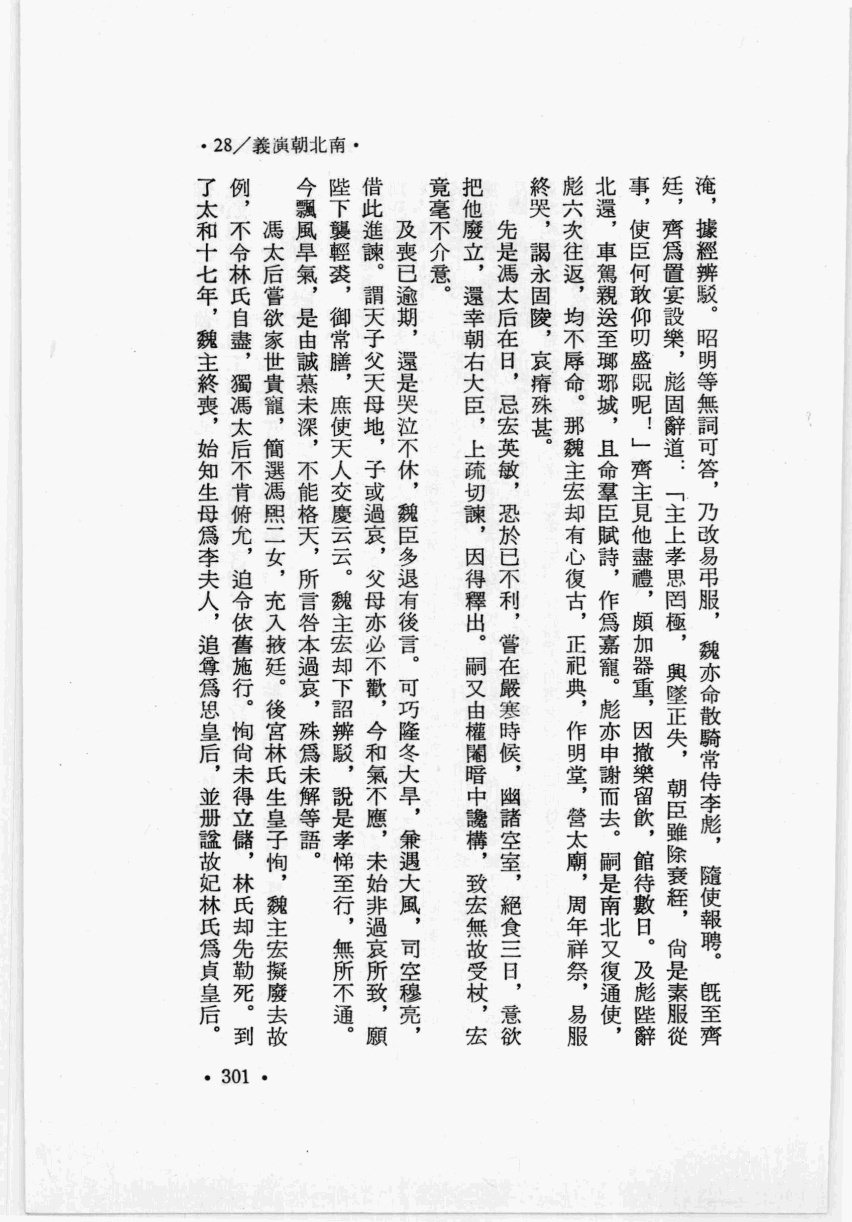 •28／義演朝北南•
淹，據經辨駁。昭明等無詞可答，乃改易弔服，魏亦命散騎常侍李彪，隨使報聘。旣至齊
廷，齊爲置宴設樂，彪固辭道：「主上孝思罔極，興墜正失，朝臣雖除衰絰，尙是素服從
事，使臣何敢仰叨盛貺呢！」齊主見他盡禮，頗加器重，因撤樂留飲，館待數日。及彪陛辭
北還，車駕親送至瑯琊城，且命羣臣賦詩，作爲嘉寵。彪亦申謝而去。嗣是南北又復通使，
彪六次往返，均不辱命。那魏主宏却有心復古，正祀典，作明堂，營太廟，周年祥祭，易服
終哭，謁永固陵，哀瘠殊甚。
先是馮太后在日，忌宏英敏，恐於己不利，嘗在嚴寒時候，幽諸空室，絕食三日，意欲
把他廢立，還幸朝右大臣，上疏切諫，因得釋出。嗣又由權閹暗中讒構，致宏無故受杖，宏
竟毫不介意。
及喪已逾期，還是哭泣不休，魏臣多退有後言。可巧隆冬大旱，兼遇大風，司空穆亮，
借此進諫。謂天子父天母地，子或過哀，父母亦必不歡，今和氣不應，未始非過哀所致，願
陛下襲輕裘，御常膳，庶使天人交慶云云。魏主宏却下詔辨駁，說是孝悌至行，無所不通。
今飄風旱氣，是由誠慕未深，不能格天，所言咎本過哀，殊爲未解等語。
馮太后嘗欲家世貴寵，簡選馮熙二女，充入掖廷。後宮林氏生皇子恂，魏主宏擬廢去故
例，不令林氏自盡，獨馮太后不肯俯允，迫令依舊施行。恂尙未得立儲，林氏却先勒死。到
了太和十七年，魏主終喪，始知生母爲李夫人，追尊爲思皇后，並册諡故妃林氏爲貞皇后。
•301•